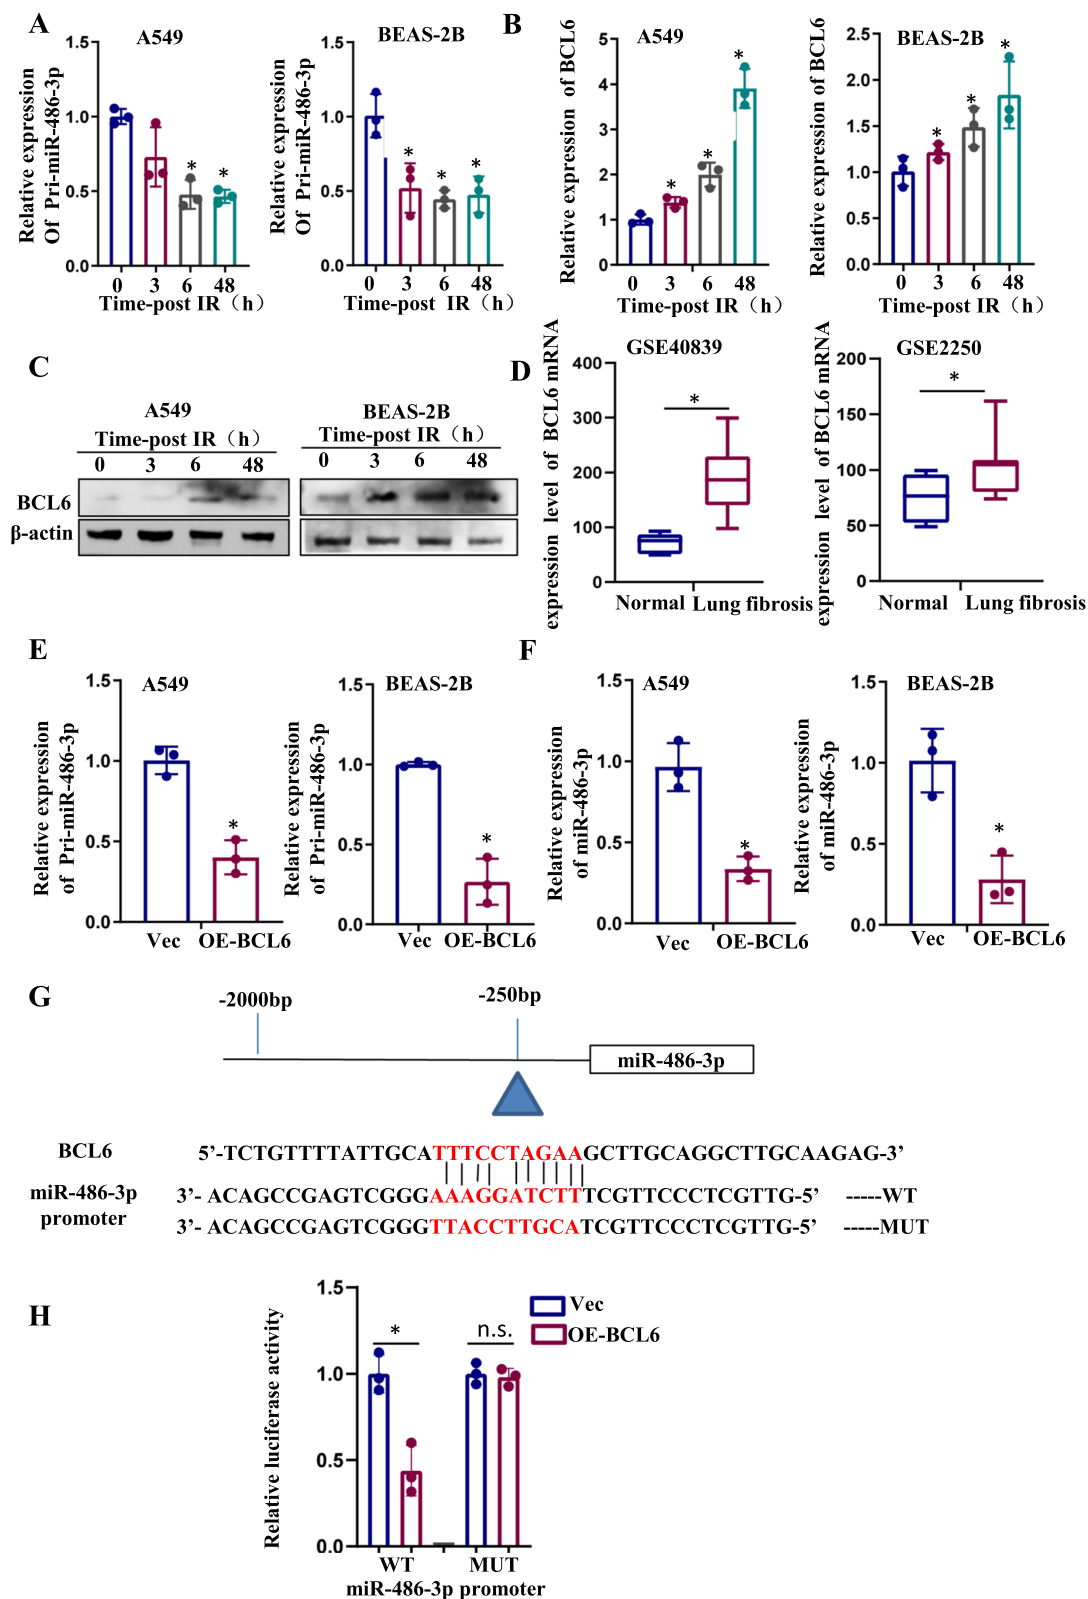 A
A549
Relative expression
Of Pri-miR-486-3p
1.5
1.0
0.5
0.0
*
*
0 3 6 48
Time-post IR（h）
BEAS-2B
Relative expression
Of Pri-miR-486-3p
1.5
1.0
0.5
0.0
*
*
*
0 3 6 48
Time-post IR（h）
B
A549
Relative expression of BCL6
5
4
3
2
1
0
*
*
*
0 3 6 48
Time-post IR（h）
BEAS-2B
Relative expression of BCL6
2.5
2.0
1.5
1.0
0.5
0.0
*
*
*
0 3 6 48
Time-post IR（h）
C
A549
Time-post IR（h）
0 3 6 48
BEAS-2B
Time-post IR（h）
0 3 6 48
BCL6
β-actin
D
GSE40839
expression level of BCL6 mRNA
400
300
200
100
0
*
Normal Lung fibrosis
GSE2250
expression level of BCL6 mRNA
200
150
100
50
0
*
Normal Lung fibrosis
E
A549
Relative expression
of Pri-miR-486-3p
1.5
1.0
0.5
0.0
*
Vec OE-BCL6
BEAS-2B
Relative expression
of Pri-miR-486-3p
1.5
1.0
0.5
0.0
*
Vec OE-BCL6
F
A549
Relative expression
of miR-486-3p
1.5
1.0
0.5
0.0
*
Vec OE-BCL6
BEAS-2B
Relative expression
of miR-486-3p
1.5
1.0
0.5
0.0
*
Vec OE-BCL6
G
-2000bp
-250bp
miR-486-3p
BCL6 5’-TCTGTTTTATTGCATTTCCTAGAAGCTTGCAGGCTTGCAAGAG-3’
miR-486-3p
promoter
3’- ACAGCCGAGTCGGGAAAGGATCTTTCGTTCCCTCGTTG-5’ -----WT
3’- ACAGCCGAGTCGGGTTACCTTGCATCGTTCCCTCGTTG-5’ -----MUT
H
Relative luciferase activity
1.5
1.0
0.5
0.0
*
n.s.
Vec
OE-BCL6
WT MUT
miR-486-3p promoter